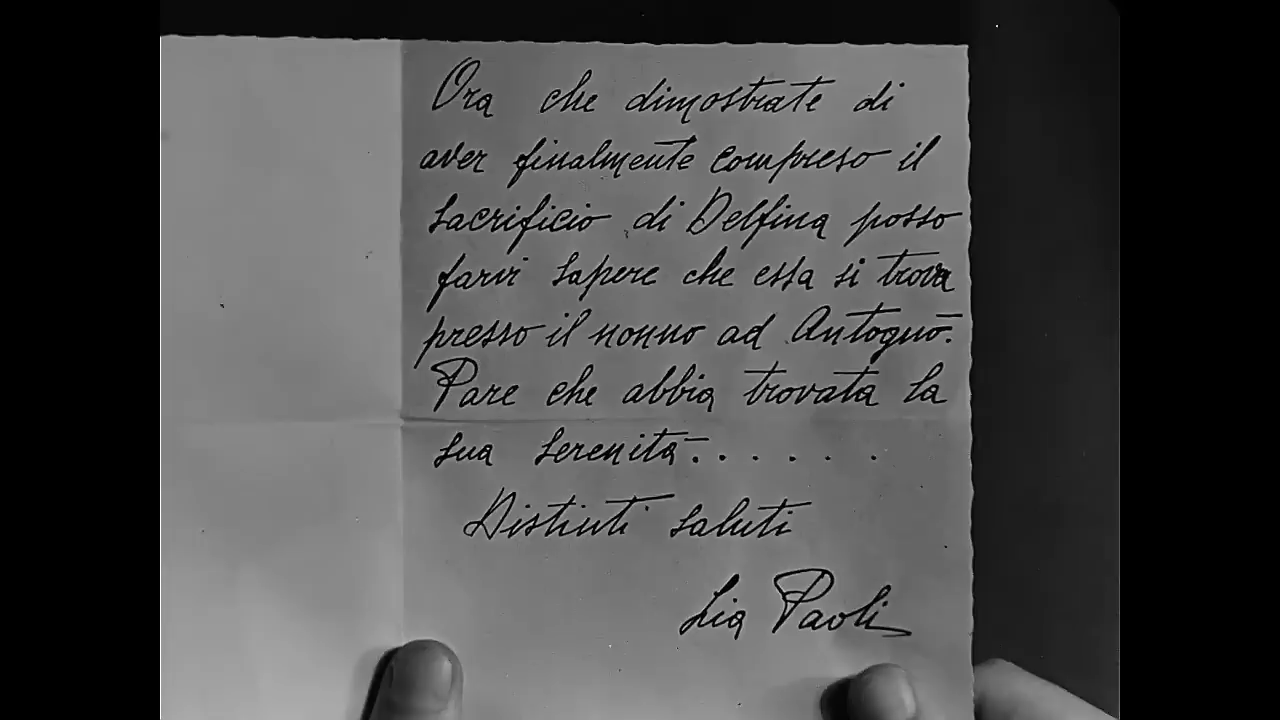 Ora che dimostrate di
aver finalmente compreso il
sacrificio di Delfina posso
farvi sapere che essa si trova
presso il nonno ad Antognò.
Pare che abbia trovata la
sua serenità. . . . . . .
Distinti saluti
Lia Paoli